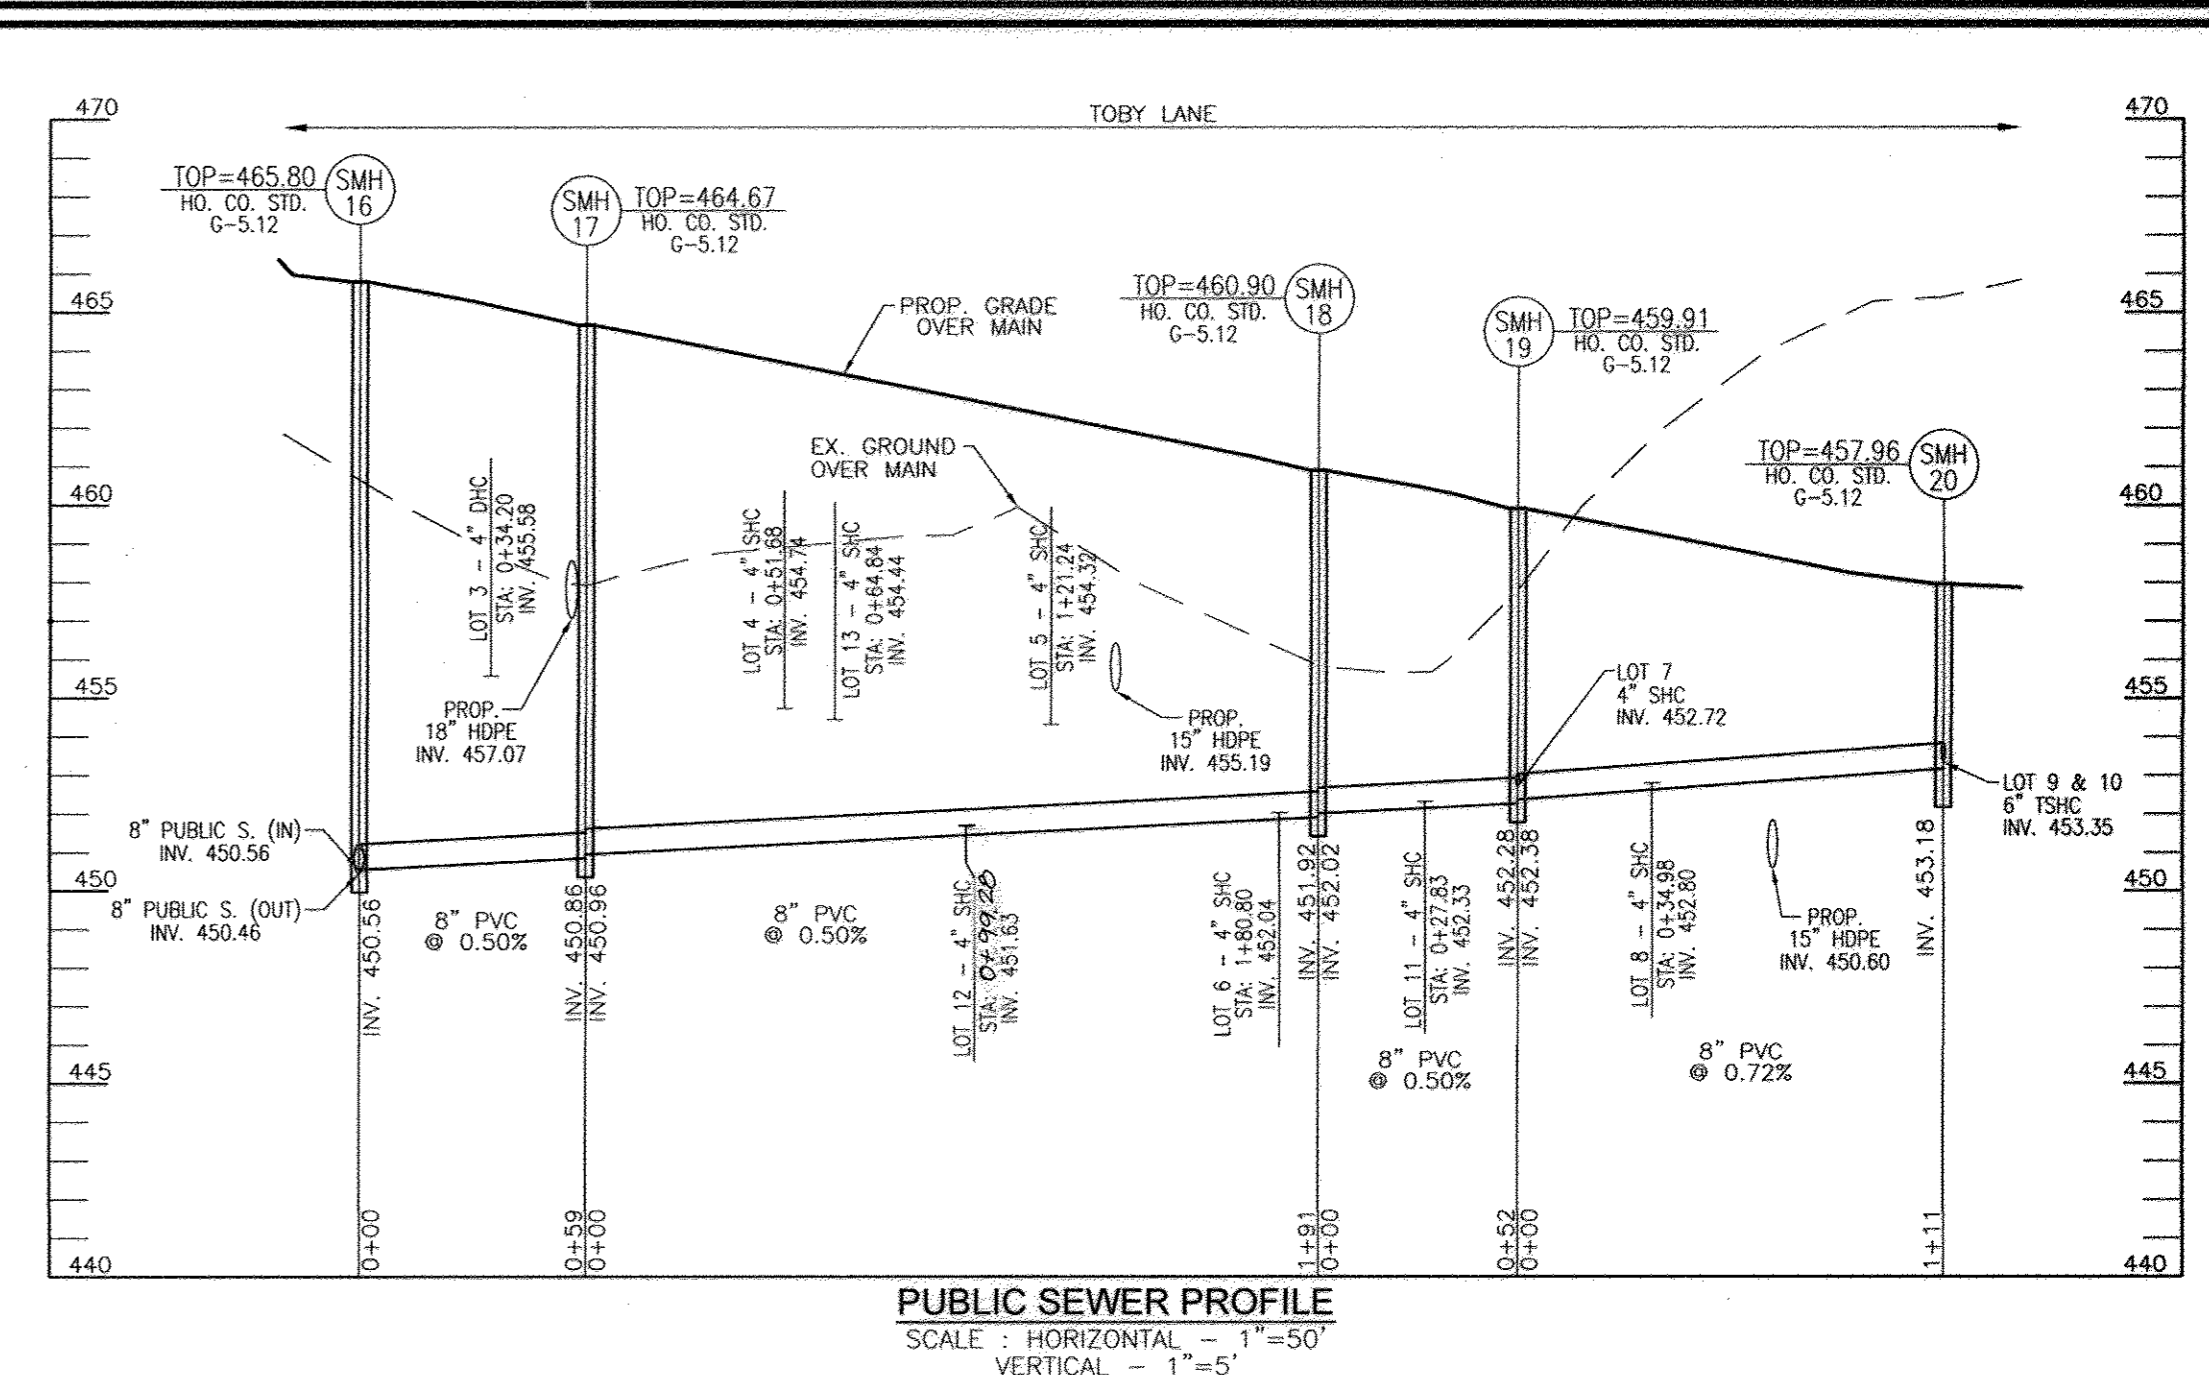 TOBY LANE
470
465
460
455
450
445
440
470
465
460
455
450
445
440
TOP=465.80
HO. CO. STD.
G-5.12
SMH
16
SMH
17
TOP=464.67
HO. CO. STD.
G-5.12
TOP=460.90
HO. CO. STD.
G-5.12
SMH
18
SMH
19
TOP=459.91
HO. CO. STD.
G-5.12
TOP=457.96
HO. CO. STD.
G-5.12
SMH
20
PROP. GRADE
OVER MAIN
EX. GROUND
OVER MAIN
LOT 3 - 4" DHC
STA: 0+34.20
INV. 455.58
PROP.
18" HDPE
INV. 457.07
LOT 4 - 4" SHC
STA: 0+51.68
INV. 454.74
LOT 13 - 4" SHC
STA: 0+64.84
INV. 454.44
LOT 5 - 4" SHC
STA: 1+21.24
INV. 454.32
PROP.
15" HDPE
INV. 455.19
LOT 7
4" SHC
INV. 452.72
LOT 9 & 10
6" TSHC
INV. 453.35
8" PUBLIC S. (IN)
INV. 450.56
8" PUBLIC S. (OUT)
INV. 450.46
INV. 450.56
8" PVC
@ 0.50%
INV. 450.86
INV. 450.96
8" PVC
@ 0.50%
LOT 12 - 4" SHC
STA: 0+99.28
INV. 451.63
LOT 6 - 4" SHC
STA: 1+80.80
INV. 452.04
INV. 451.92
INV. 452.02
LOT 11 - 4" SHC
STA: 0+27.83
INV. 452.33
8" PVC
@ 0.50%
INV. 452.28
INV. 452.38
LOT 8 - 4" SHC
STA: 0+34.98
INV. 452.80
8" PVC
@ 0.72%
PROP.
15" HDPE
INV. 450.60
INV. 453.18
0+00
0+59
0+00
1+91
0+00
0+52
0+00
1+11
PUBLIC SEWER PROFILE
SCALE : HORIZONTAL - 1"=50'
VERTICAL - 1"=5'